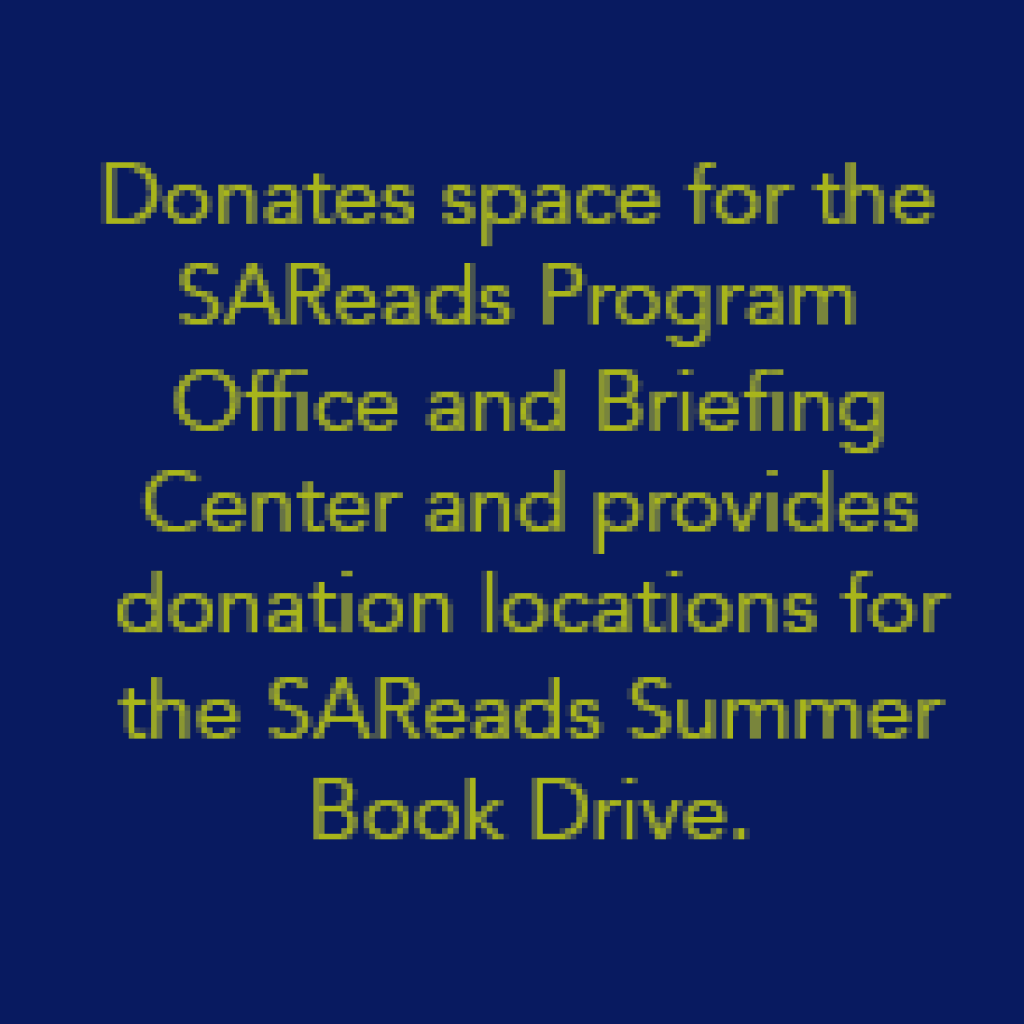 Donates space for the
SAReads Program
Office and Briefing
Center and provides
donation locations for
the SAReads Summer
Book Drive.